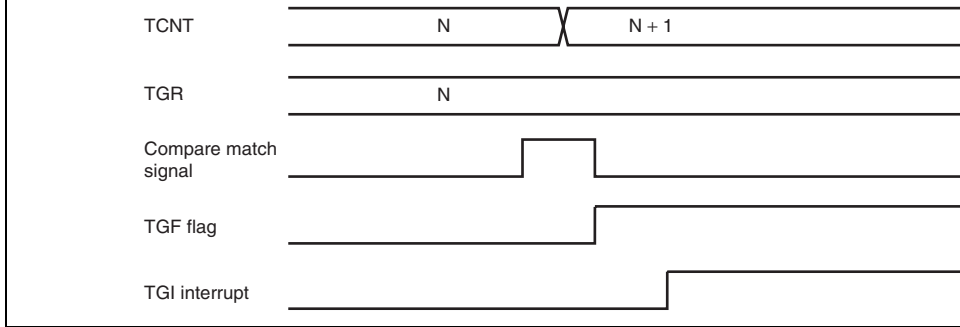 TCNT N N + 1
TGR N
Compare match
signal
TGF flag
TGI interrupt